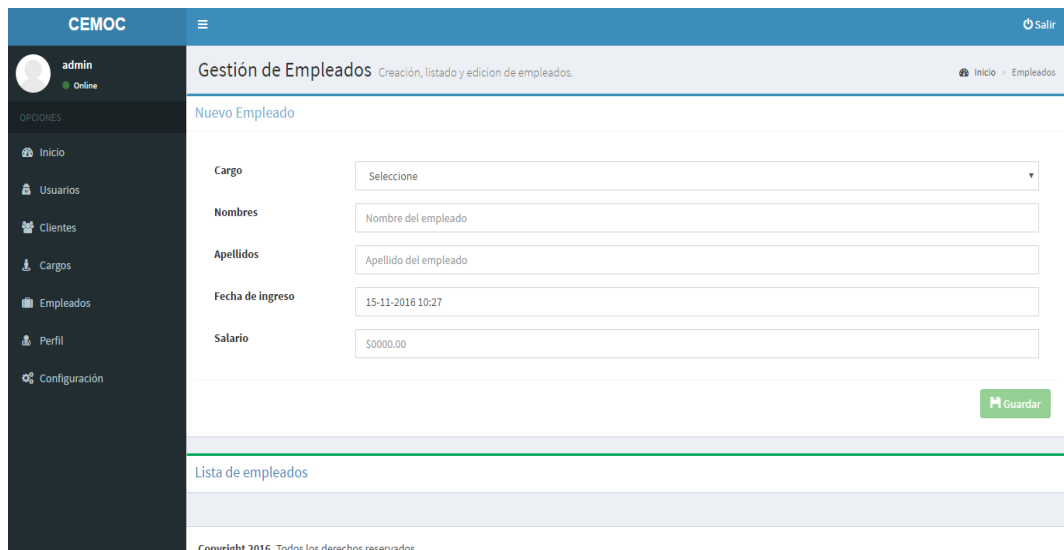 CEMOC
Salir
admin
Online
OPCIONES
Inicio
Usuarios
Clientes
Cargos
Empleados
Perfil
Configuración
Gestión de Empleados Creación, listado y edicion de empleados.
Inicio > Empleados
Nuevo Empleado
Cargo
Seleccione
Nombres
Nombre del empleado
Apellidos
Apellido del empleado
Fecha de ingreso
15-11-2016 10:27
Salario
$0000.00
Guardar
Lista de empleados
Copyright 2016. Todos los derechos reservados